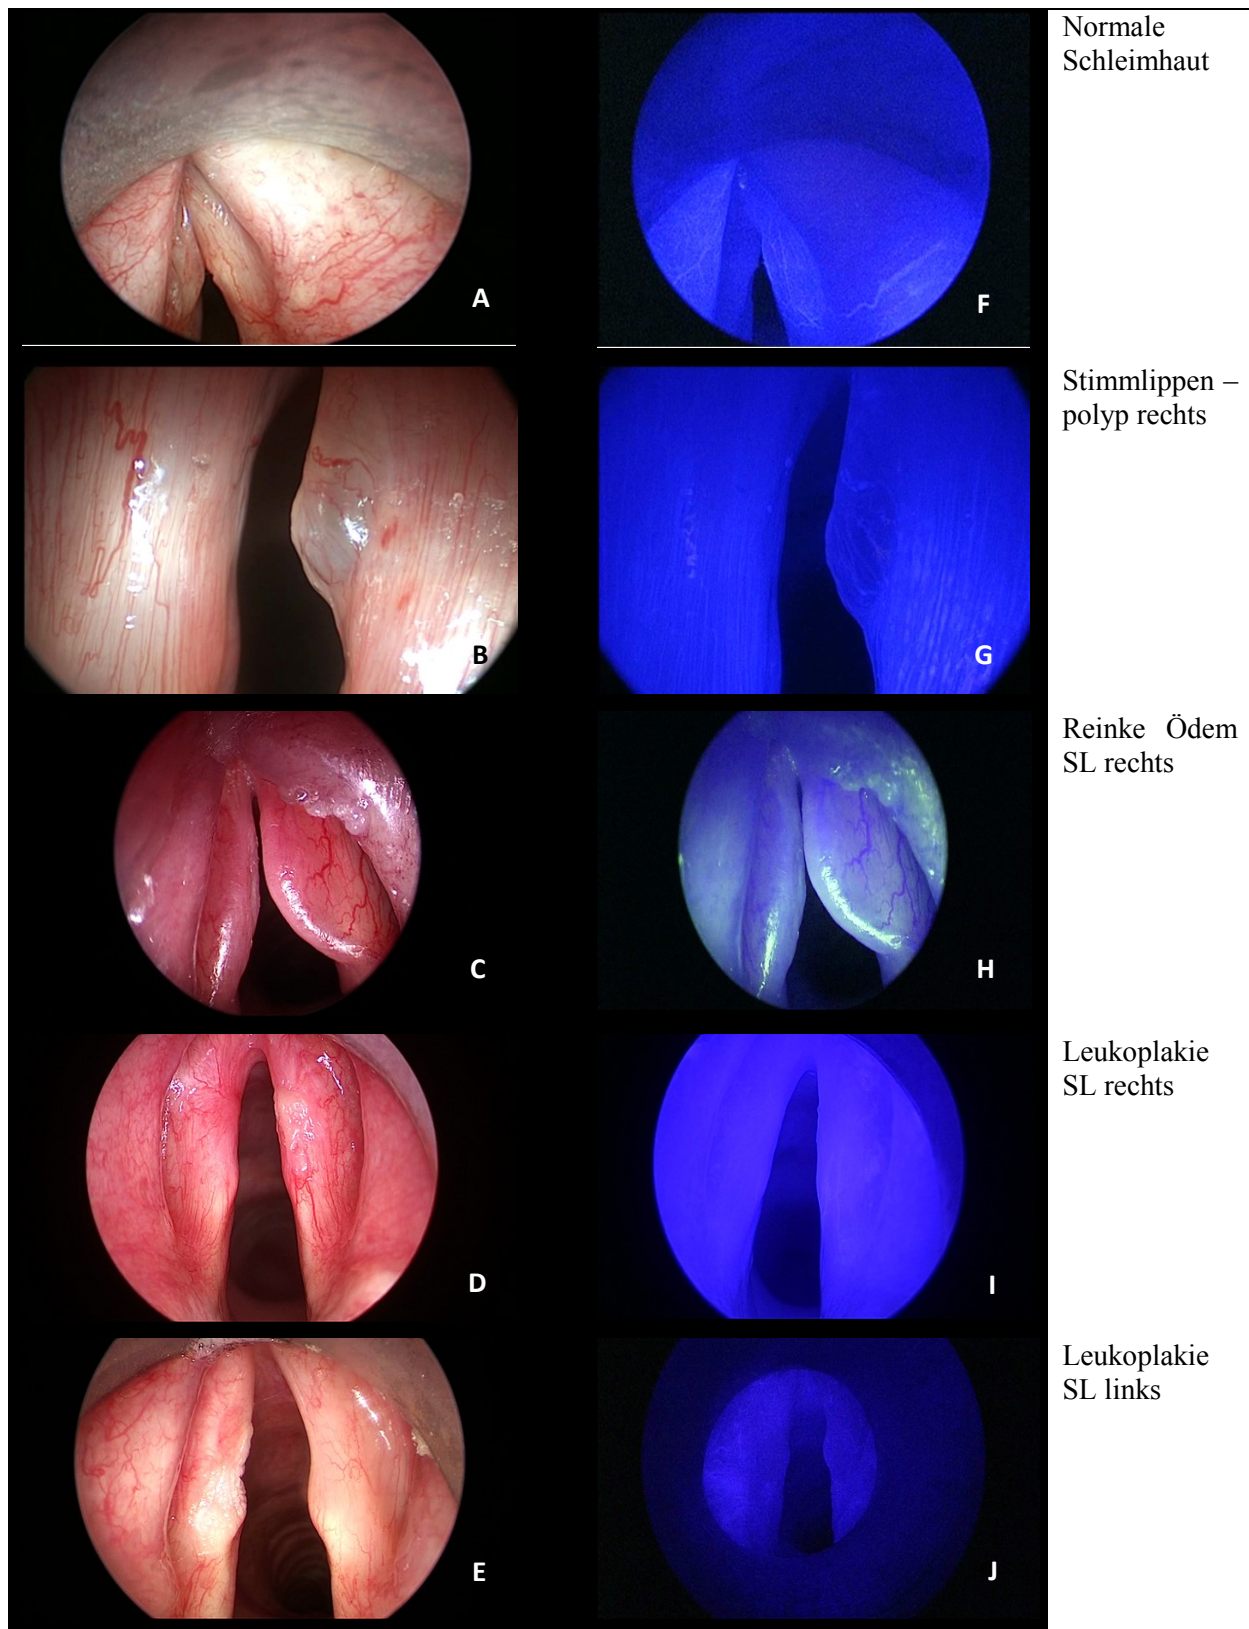 Normale
Schleimhaut
A
F
Stimmlippen –
polyp rechts
B
G
Reinke Ödem
SL rechts
C
H
Leukoplakie
SL rechts
D
I
Leukoplakie
SL links
E
J